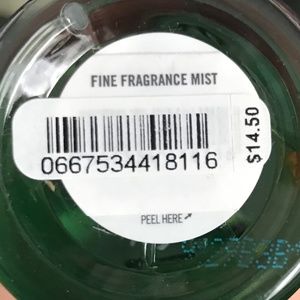 FINE FRAGRANCE MIST
0667534418116
$14.50
PEEL HERE